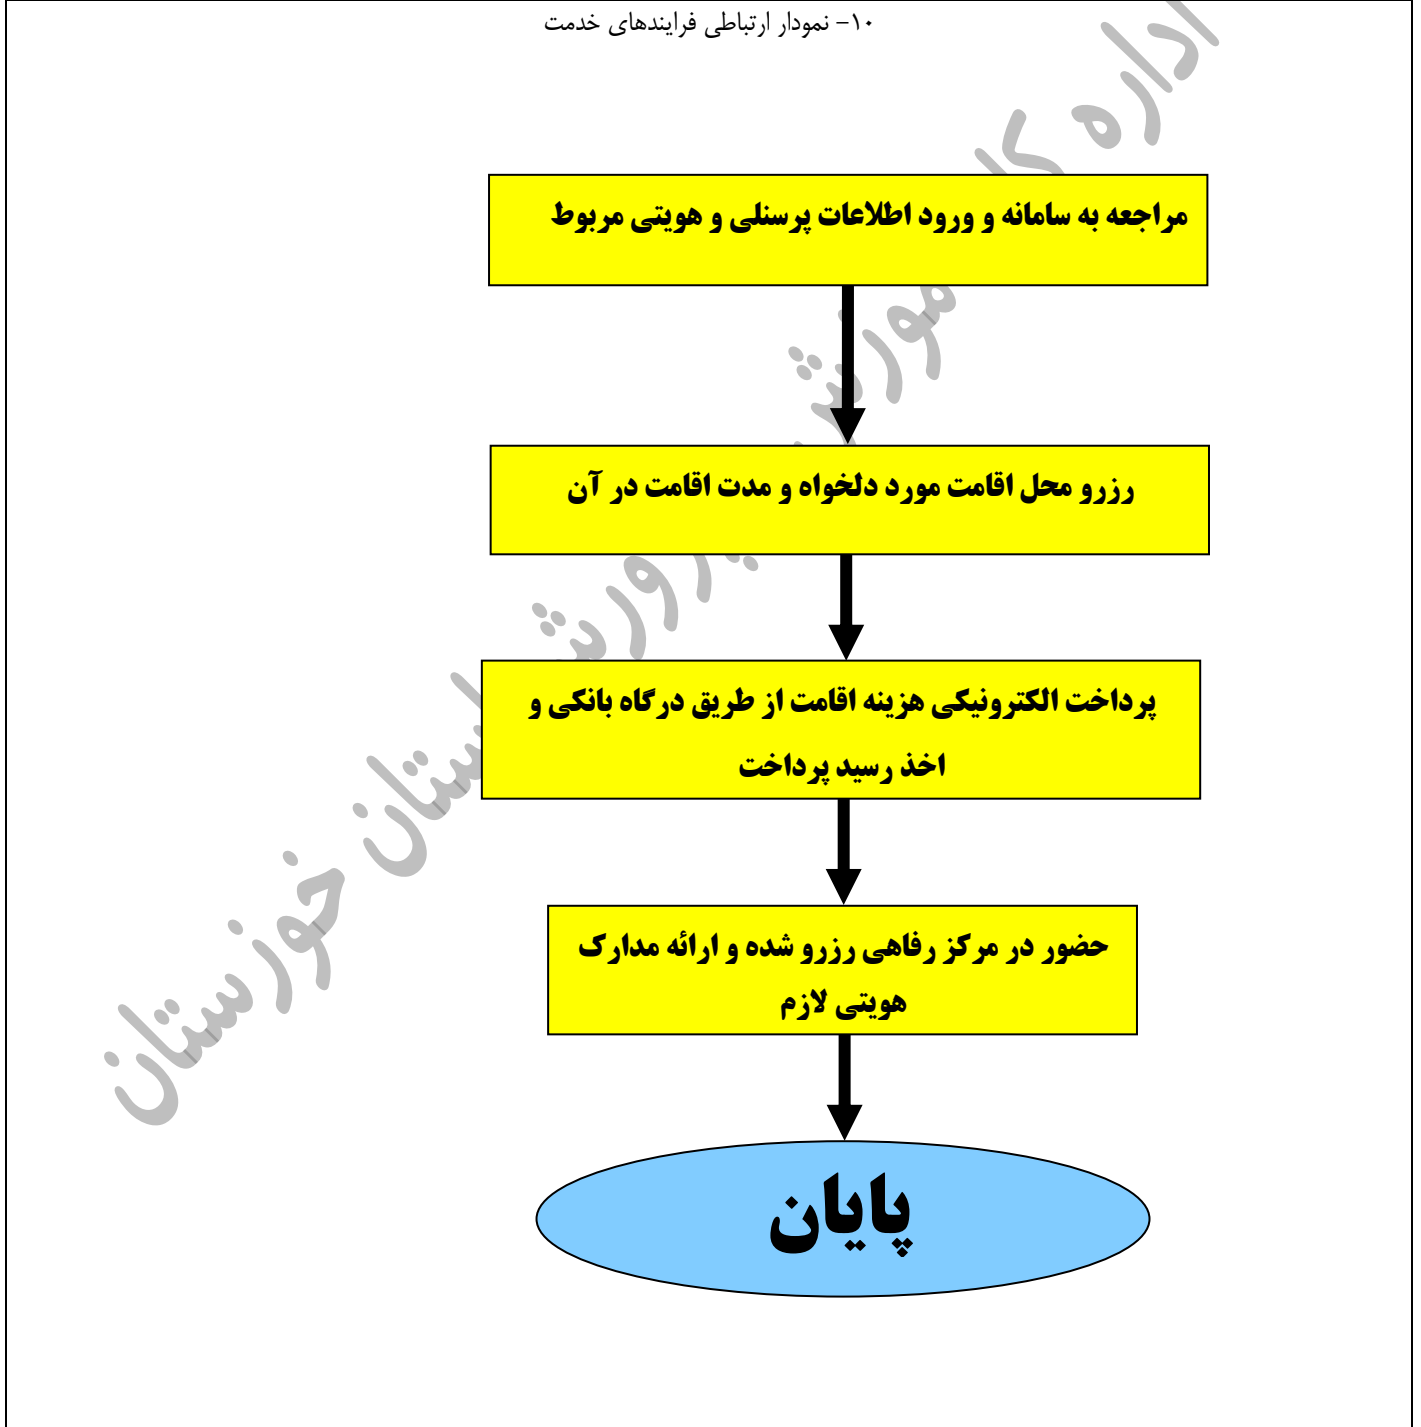 ۱۰- نمودار ارتباطی فرایندهای خدمت
مراجعه به سامانه و ورود اطلاعات پرسنلی و هویتی مربوط
رزرو محل اقامت مورد دلخواه و مدت اقامت در آن
پرداخت الکترونیکی هزینه اقامت از طریق درگاه بانکی و
اخذ رسید پرداخت
حضور در مرکز رفاهی رزرو شده و ارائه مدارک
هویتی لازم
پایان
اداره
خوزستان